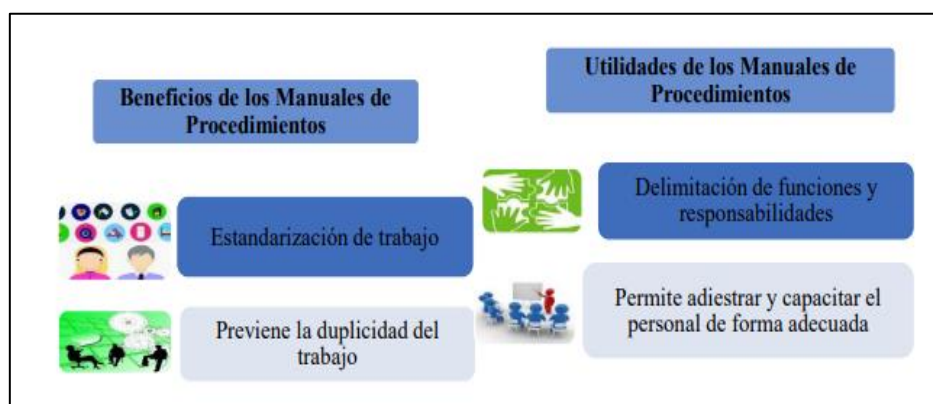 Beneficios de los Manuales de
Procedimientos
Estandarización de trabajo
Previene la duplicidad del
trabajo
Utilidades de los Manuales de
Procedimientos
Delimitación de funciones y
responsabilidades
Permite adiestrar y capacitar el
personal de forma adecuada